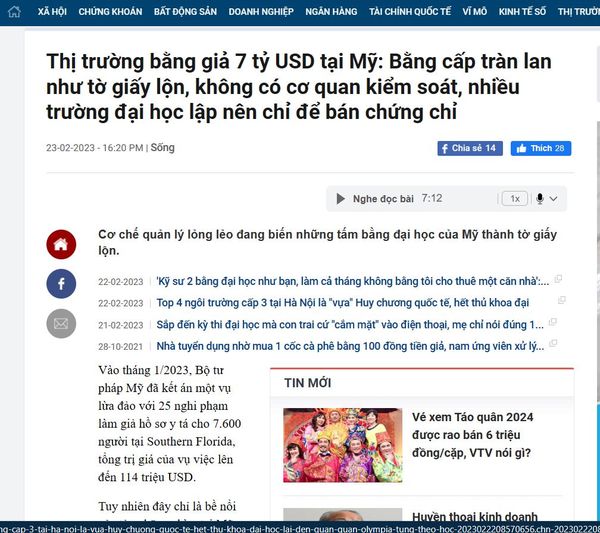 XÃ HỘI CHỨNG KHOÁN BẤT ĐỘNG SẢN DOANH NGHIỆP NGÂN HÀNG TÀI CHÍNH QUỐC TẾ VĨ MÔ KINH TẾ SỐ THỊ TRƯỜN
Thị trường bằng giả 7 tỷ USD tại Mỹ: Bằng cấp tràn lan
như tờ giấy lộn, không có cơ quan kiểm soát, nhiều
trường đại học lập nên chỉ để bán chứng chỉ
23-02-2023 - 16:20 PM | Sống
Chia sẻ 14
Thích 28
Nghe đọc bài 7:12 1x
Cơ chế quản lý lỏng lẻo đang biến những tấm bằng đại học của Mỹ thành tờ giấy
lộn.
22-02-2023 'Kỹ sư 2 bằng đại học như bạn, làm cả tháng không bằng tôi cho thuê một căn nhà':...
22-02-2023 Top 4 ngôi trường cấp 3 tại Hà Nội là "vựa" Huy chương quốc tế, hết thủ khoa đại
21-02-2023 Sắp đến kỳ thi đại học mà con trai cứ "cắm mặt" vào điện thoại, mẹ chỉ nói đúng 1...
28-10-2021 Nhà tuyển dụng nhờ mua 1 cốc cà phê bằng 100 đồng tiền giả, nam ứng viên xử lý...
Vào tháng 1/2023, Bộ tư
pháp Mỹ đã kết án một vụ
lừa đảo với 25 nghi phạm
làm giả hồ sơ y tá cho 7.600
người tại Southern Florida,
tổng trị giá của vụ việc lên
đến 114 triệu USD.
Tuy nhiên đây chỉ là bề nổi
TIN MỚI
Vé xem Táo quân 2024
được rao bán 6 triệu
đồng/cặp, VTV nói gì?
Huyền thoại kinh doanh
ng-cap-3-tai-ha-noi-la-vua-huy-chuong-quoc-te-het-thu-khoa-dai-hoc-lai-den-quan-quan-olympia-tung-theo-hoc-20230222208570656.chn-2023022208